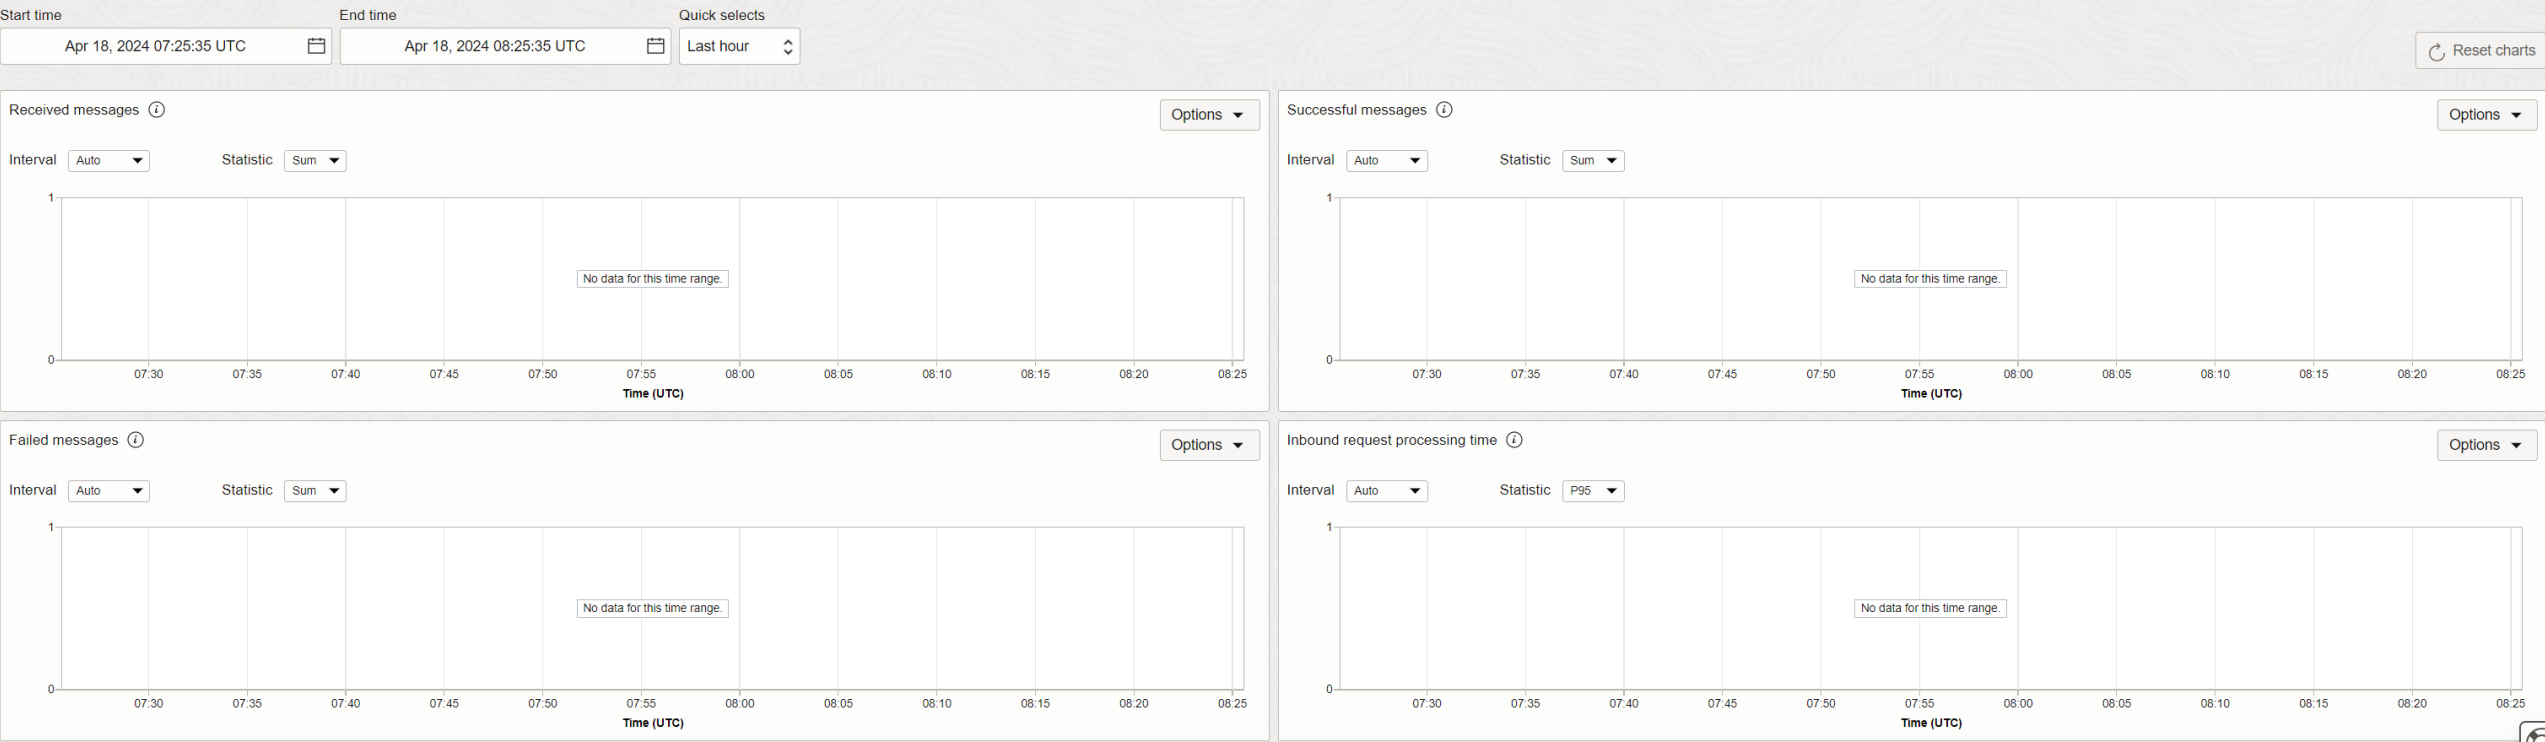 Start time End time Quick selects
Apr 18, 2024 07:25:35 UTC Apr 18, 2024 08:25:35 UTC Last hour
Reset charts
Received messages
Options
Interval Auto Statistic Sum
1
No data for this time range.
0
07:30 07:35 07:40 07:45 07:50 07:55 08:00 08:05 08:10 08:15 08:20 08:25
Time (UTC)
Successful messages
Options
Interval Auto Statistic Sum
1
No data for this time range.
0
07:30 07:35 07:40 07:45 07:50 07:55 08:00 08:05 08:10 08:15 08:20 08:25
Time (UTC)
Failed messages
Options
Interval Auto Statistic Sum
1
No data for this time range.
0
07:30 07:35 07:40 07:45 07:50 07:55 08:00 08:05 08:10 08:15 08:20 08:25
Time (UTC)
Inbound request processing time
Options
Interval Auto Statistic P95
1
No data for this time range.
0
07:30 07:35 07:40 07:45 07:50 07:55 08:00 08:05 08:10 08:15 08:20 08:25
Time (UTC)